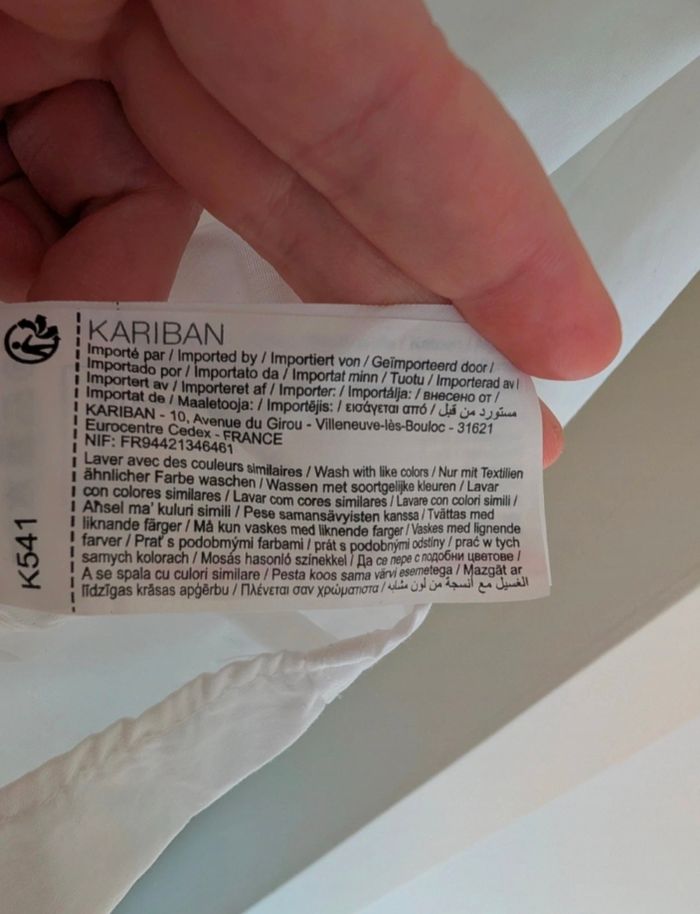 KARIBAN
Importé par / Imported by / Importiert von / Geïmporteerd door /
Importado por / Importato da / Importat minn / Tuotu / Importerad av /
Importert av / Importeret af / Importer: / Importálja: / внесено от /
Importat de / Maaletooja: / Importējis: / εισάγεται από / مستورد من قبل
KARIBAN - 10, Avenue du Girou - Villeneuve-lès-Bouloc - 31621
Eurocentre Cedex - FRANCE
NIF: FR94421346461
Laver avec des couleurs similaires / Wash with like colors / Nur mit Textilien
ähnlicher Farbe waschen / Wassen met soortgelijke kleuren / Lavar
con colores similares / Lavar com cores similares / Lavare con colori simili /
Aħsel ma' kuluri simili / Pese samansävyisten kanssa / Tvättas med
liknande färger / Må kun vaskes med liknende farger / Vaskes med lignende
farver / Prať s podobmými farbami / prát s podobnými odstíny / prać w tych
samych kolorach / Mosás hasonló színekkel / Да се пере с подобни цветове /
A se spala cu culori similare / Pesta koos sama värvi esemetega / Mazgāt ar
līdzīgas krāsas apģērbu / Πλένεται σαν χρώματιστα / الغسيل مع أنسجة من لون مشابه
K541